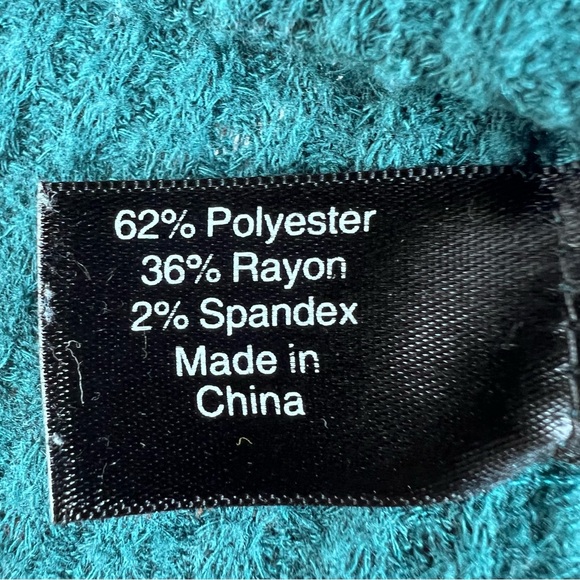 62% Polyester
36% Rayon
2% Spandex
Made in
China